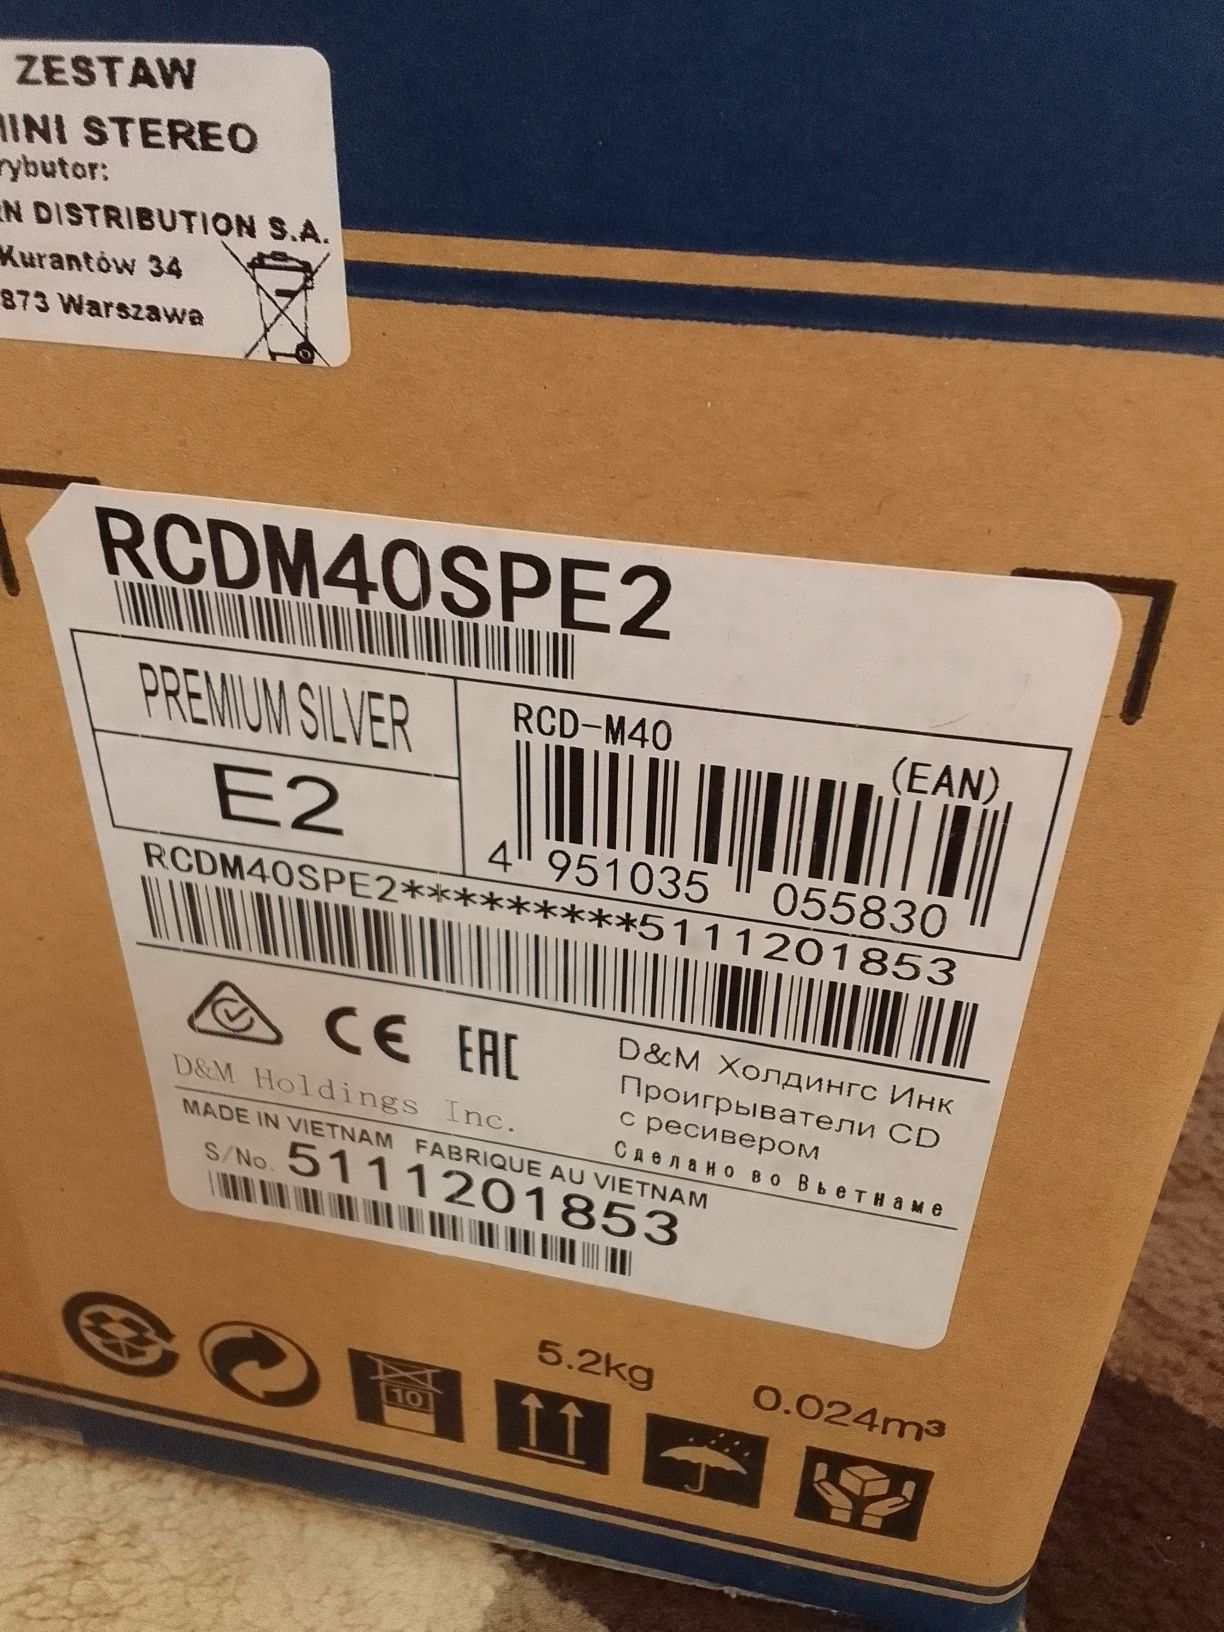 ZESTAW
MINI STEREO
rybutor:
RN DISTRIBUTION S.A.
Kurantów 34
873 Warszawa
RCDM40SPE2
PREMIUM SILVER
E2
RCD-M40
(EAN)
4 951035 055830
RCDM40SPE2**********5111201853
CE EAC
D&M Holdings Inc.
D&M Холдингс Инк
Проигрыватели CD
с ресивером
Сделано во Вьетнаме
MADE IN VIETNAM FABRIQUE AU VIETNAM
S/No. 5111201853
5.2kg
0.024m³
10